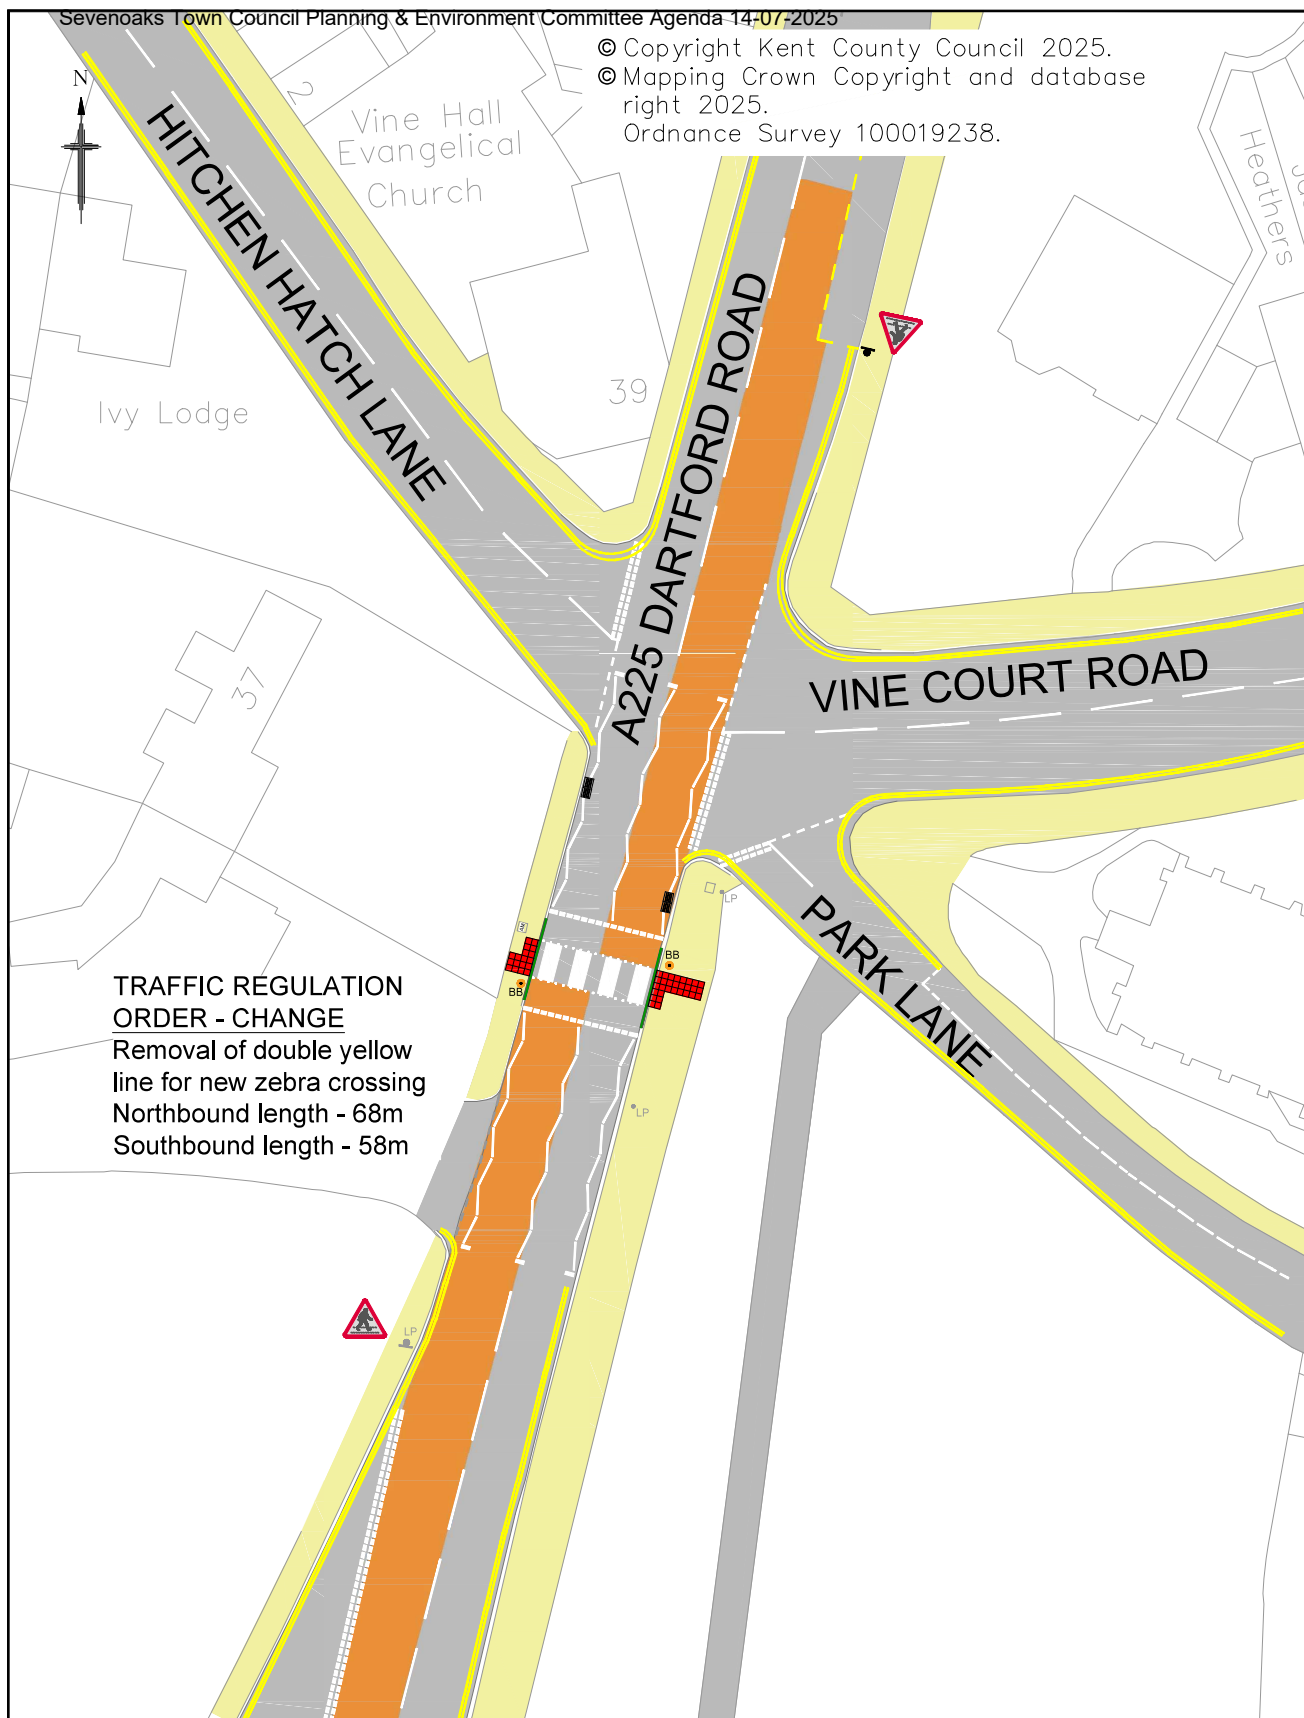 Sevenoaks Town Council Planning & Environment Committee Agenda 14-07-2025
© Copyright Kent County Council 2025.
© Mapping Crown Copyright and database
right 2025.
Ordnance Survey 100019238.
N
2
Vine Hall
Evangelical
Church
HITCHEN HATCH LANE
Heathers
Ivy Lodge
39
A225 DARTFORD ROAD
37
VINE COURT ROAD
LP
PARK LANE
BB
BB
TRAFFIC REGULATION
ORDER - CHANGE
Removal of double yellow
line for new zebra crossing
Northbound length - 68m
Southbound length - 58m
LP
LP